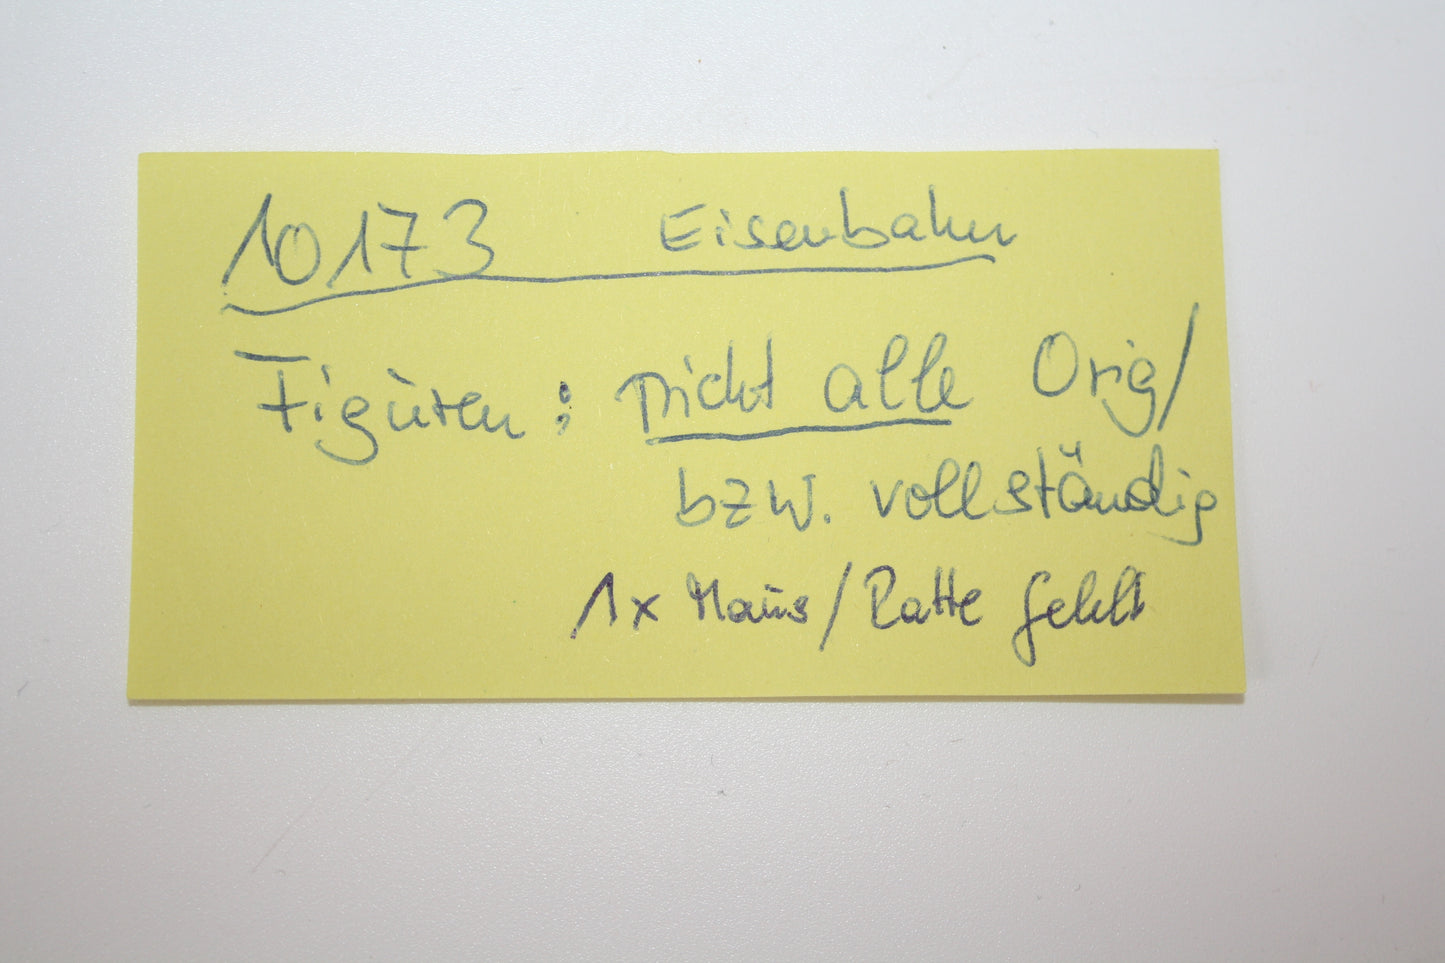 10173 Eisenbahn
Figuren: nicht alle Orig/
bzw. vollständig
1x Maus/Ratte fehlt